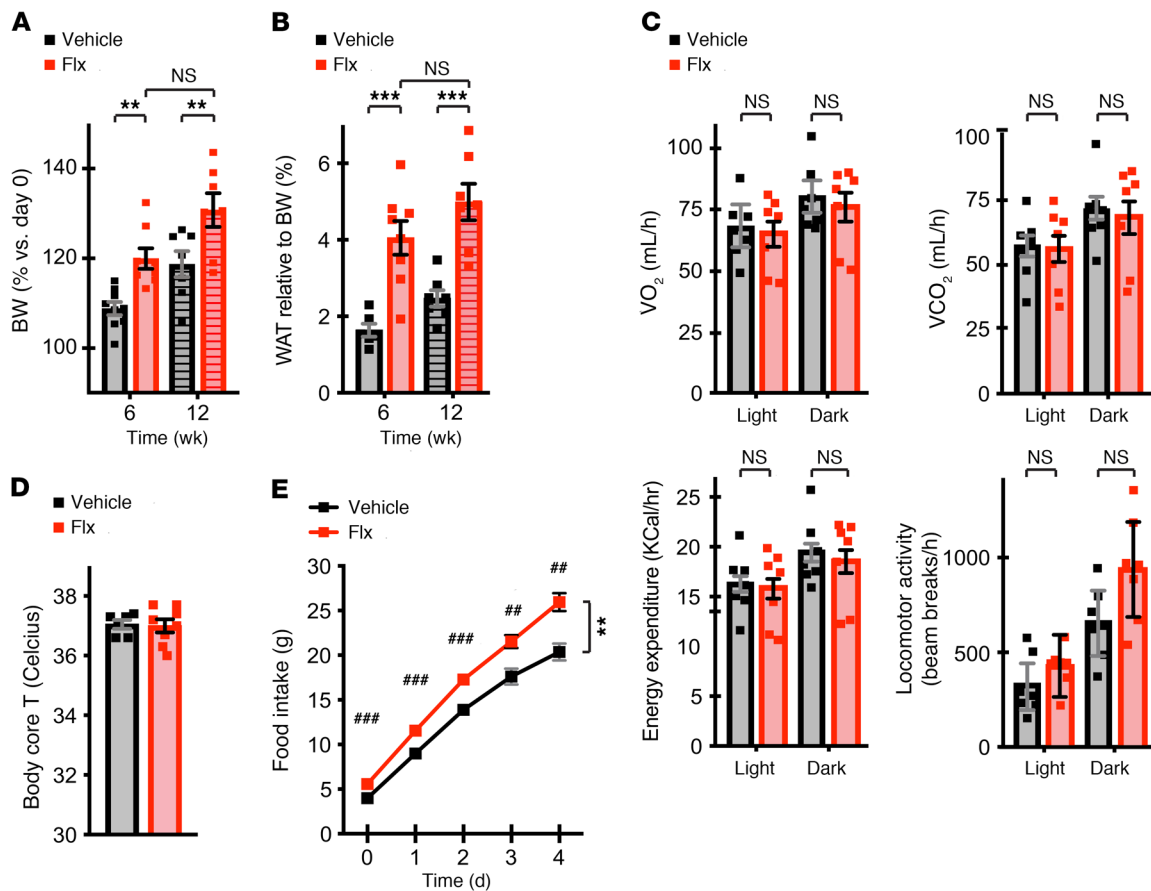 A
Vehicle
Flx
NS
** **
BW (% vs. day 0)
140
120
100
6 12
Time (wk)
B
Vehicle
Flx
NS
*** ***
WAT relative to BW (%)
6
4
2
0
6 12
Time (wk)
C
Vehicle
Flx
NS NS
VO2 (mL/h)
100
75
50
25
0
Light Dark
NS NS
VCO2 (mL/h)
100
75
50
25
0
Light Dark
NS NS
Energy expenditure (KCal/hr)
25
20
15
15
10
5
0
Light Dark
NS NS
Locomotor activity
(beam breaks/h)
1000
500
0
Light Dark
D
Vehicle
Flx
Body core T (Celcius)
38
36
34
32
30
E
Vehicle
Flx
Food intake (g)
30
25
20
15
10
5
0
### ### ### ## ##
**
0 1 2 3 4
Time (d)